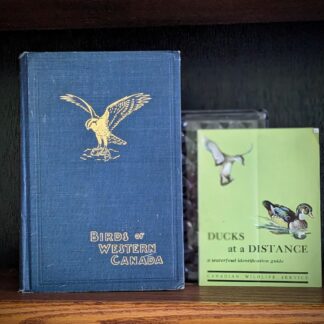 BIRDS OF
WESTERN
CANADA
DUCKS
at a DISTANCE
a waterfowl identification guide
CANADIAN WILDLIFE SERVICE